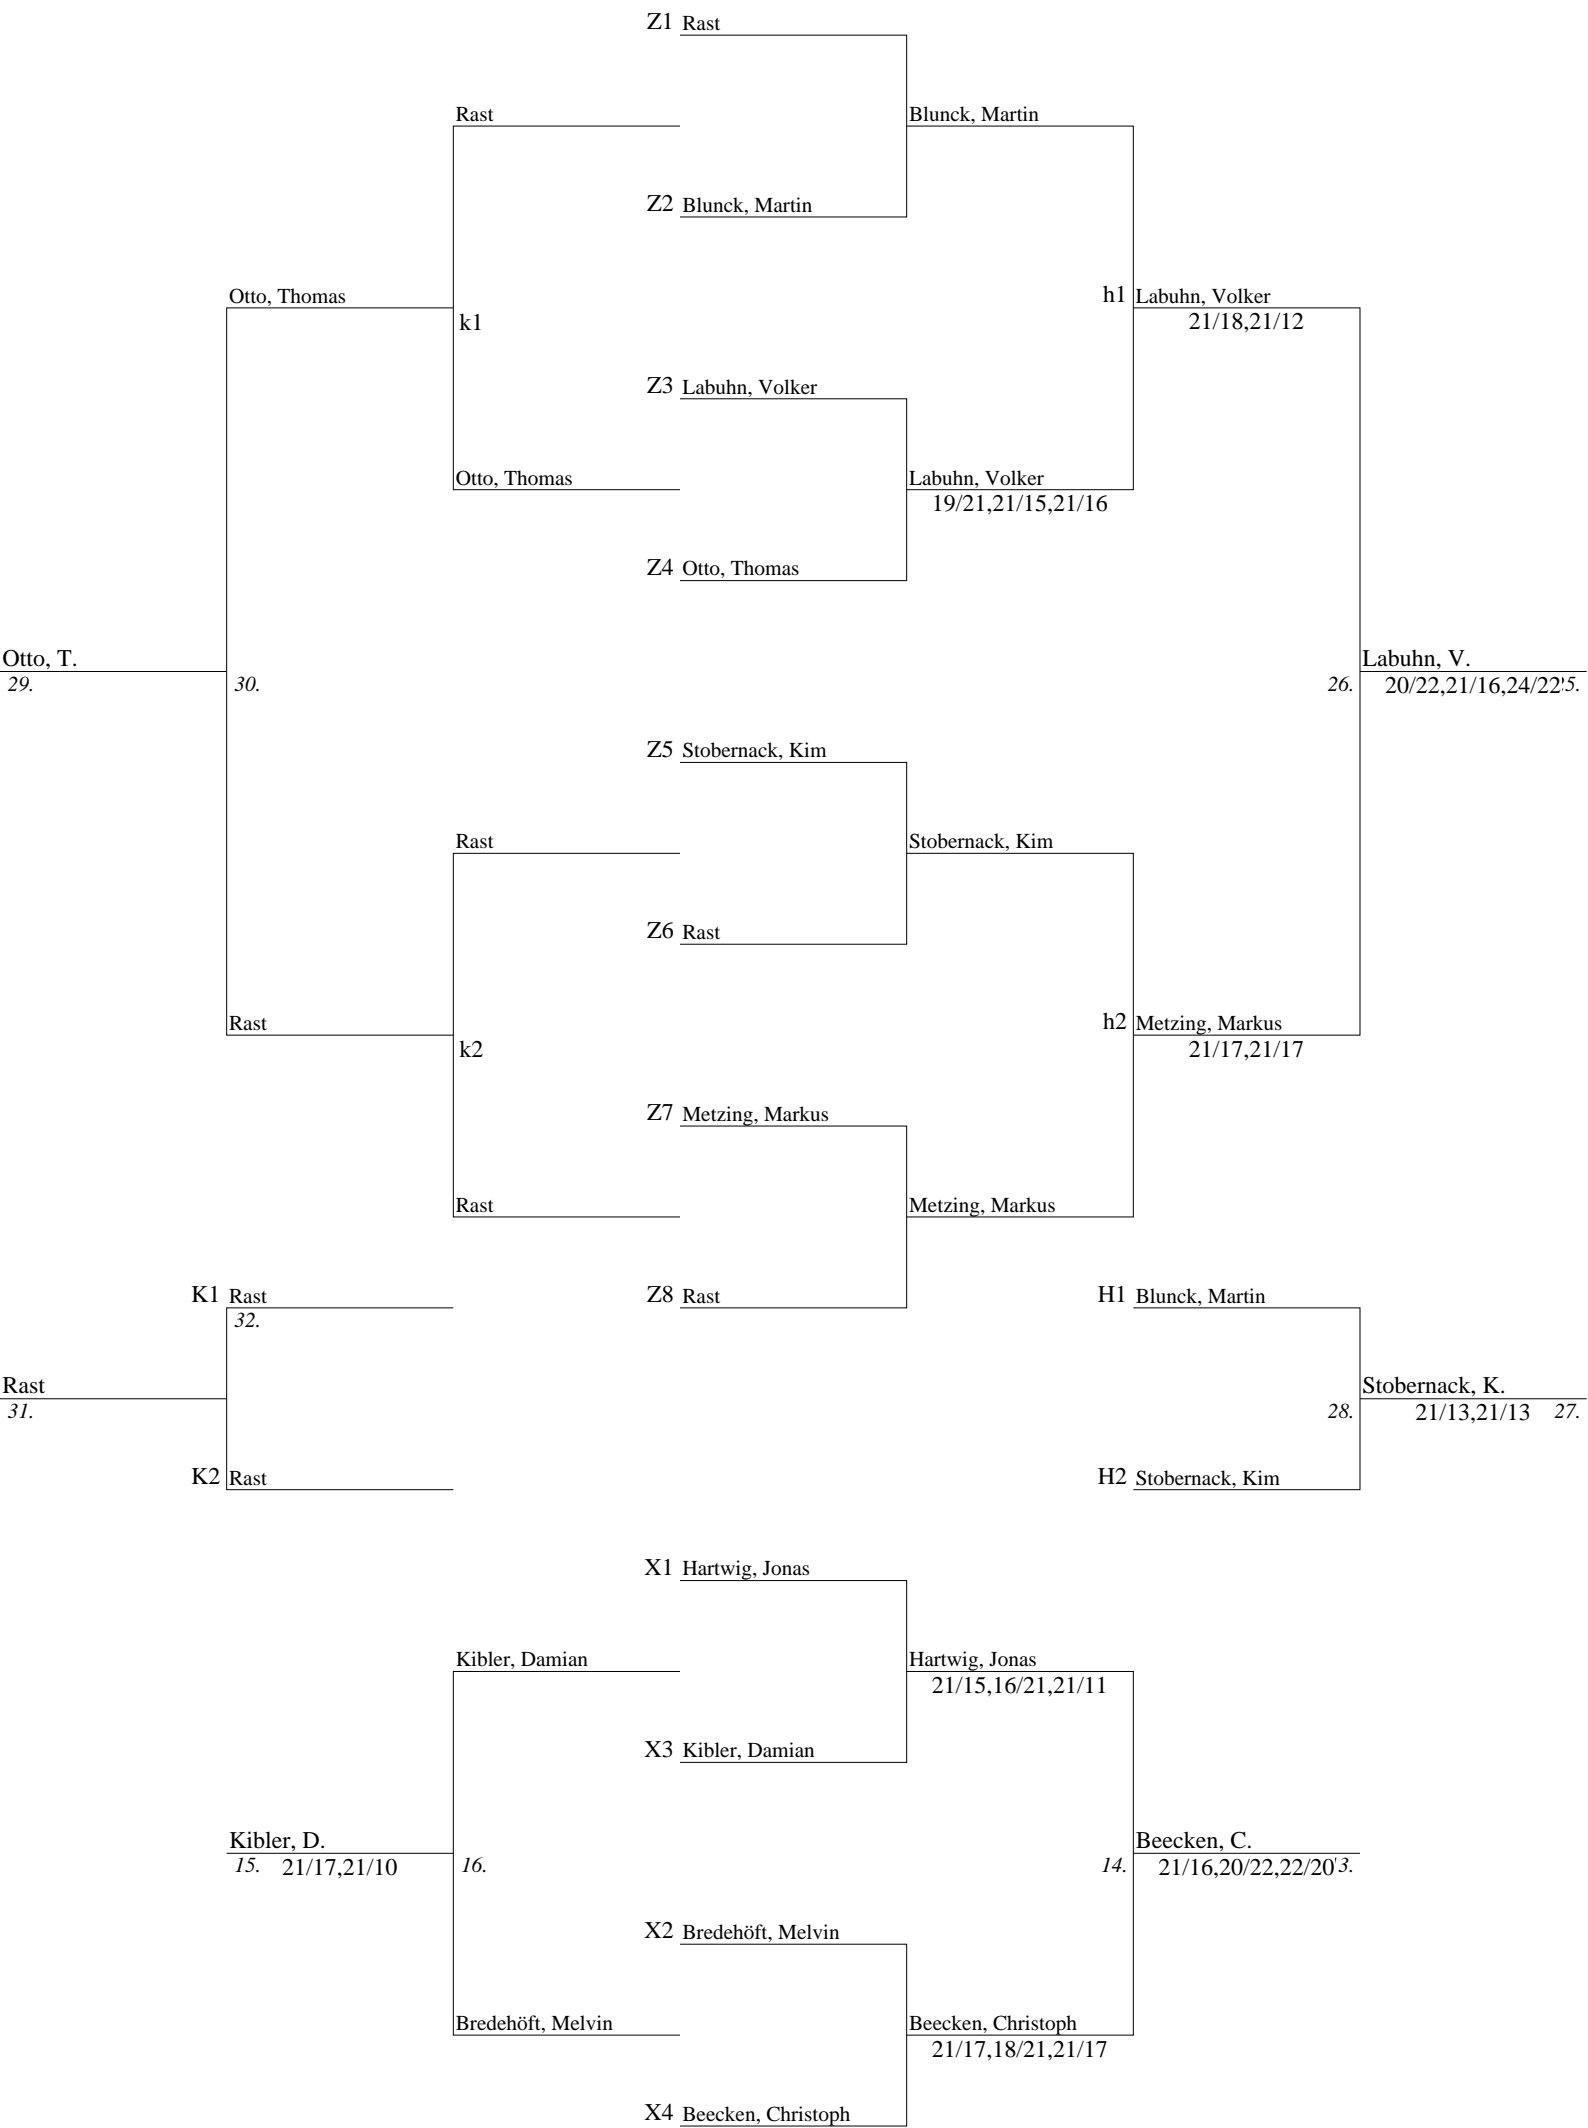 Z1 Rast
Rast
Blunck, Martin
Z2 Blunck, Martin
Otto, Thomas
h1 Labuhn, Volker
k1
21/18,21/12
Z3 Labuhn, Volker
Otto, Thomas
Labuhn, Volker
19/21,21/15,21/16
Z4 Otto, Thomas
Otto, T.
Labuhn, V.
29.
30.
26.
20/22,21/16,24/22 5.
Z5 Stobernack, Kim
Rast
Stobernack, Kim
Z6 Rast
Rast
h2 Metzing, Markus
k2
21/17,21/17
Z7 Metzing, Markus
Rast
Metzing, Markus
K1 Rast
Z8 Rast
H1 Blunck, Martin
32.
Rast
Stobernack, K.
31.
28.
21/13,21/13 27.
K2 Rast
H2 Stobernack, Kim
X1 Hartwig, Jonas
Kibler, Damian
Hartwig, Jonas
21/15,16/21,21/11
X3 Kibler, Damian
Kibler, D.
Beecken, C.
15. 21/17,21/10
16.
14.
21/16,20/22,22/20 3.
X2 Bredehöft, Melvin
Bredehöft, Melvin
Beecken, Christoph
21/17,18/21,21/17
X4 Beecken, Christoph